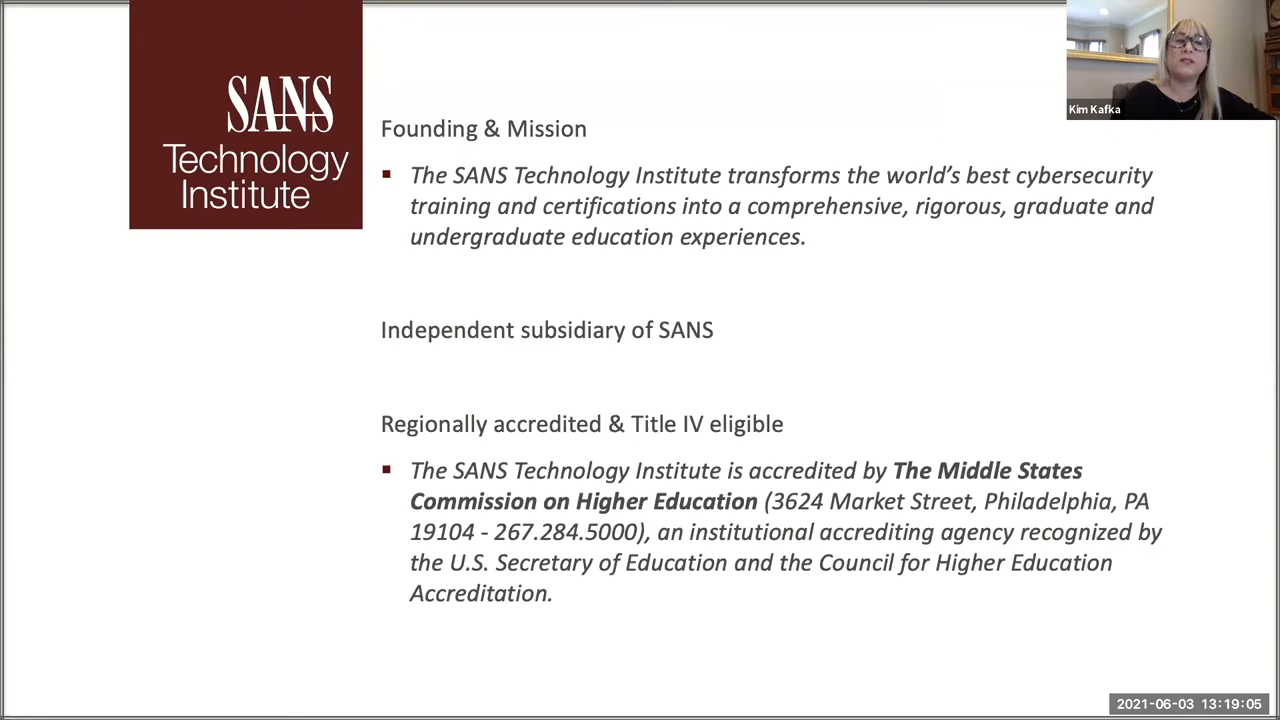 SANS
Technology
Institute
Kim Kafka
Founding & Mission
The SANS Technology Institute transforms the world's best cybersecurity
training and certifications into a comprehensive, rigorous, graduate and
undergraduate education experiences.
Independent subsidiary of SANS
Regionally accredited & Title IV eligible
The SANS Technology Institute is accredited by The Middle States
Commission on Higher Education (3624 Market Street, Philadelphia, PA
19104 - 267.284.5000), an institutional accrediting agency recognized by
the U.S. Secretary of Education and the Council for Higher Education
Accreditation.
2021-06-03 13:19:05